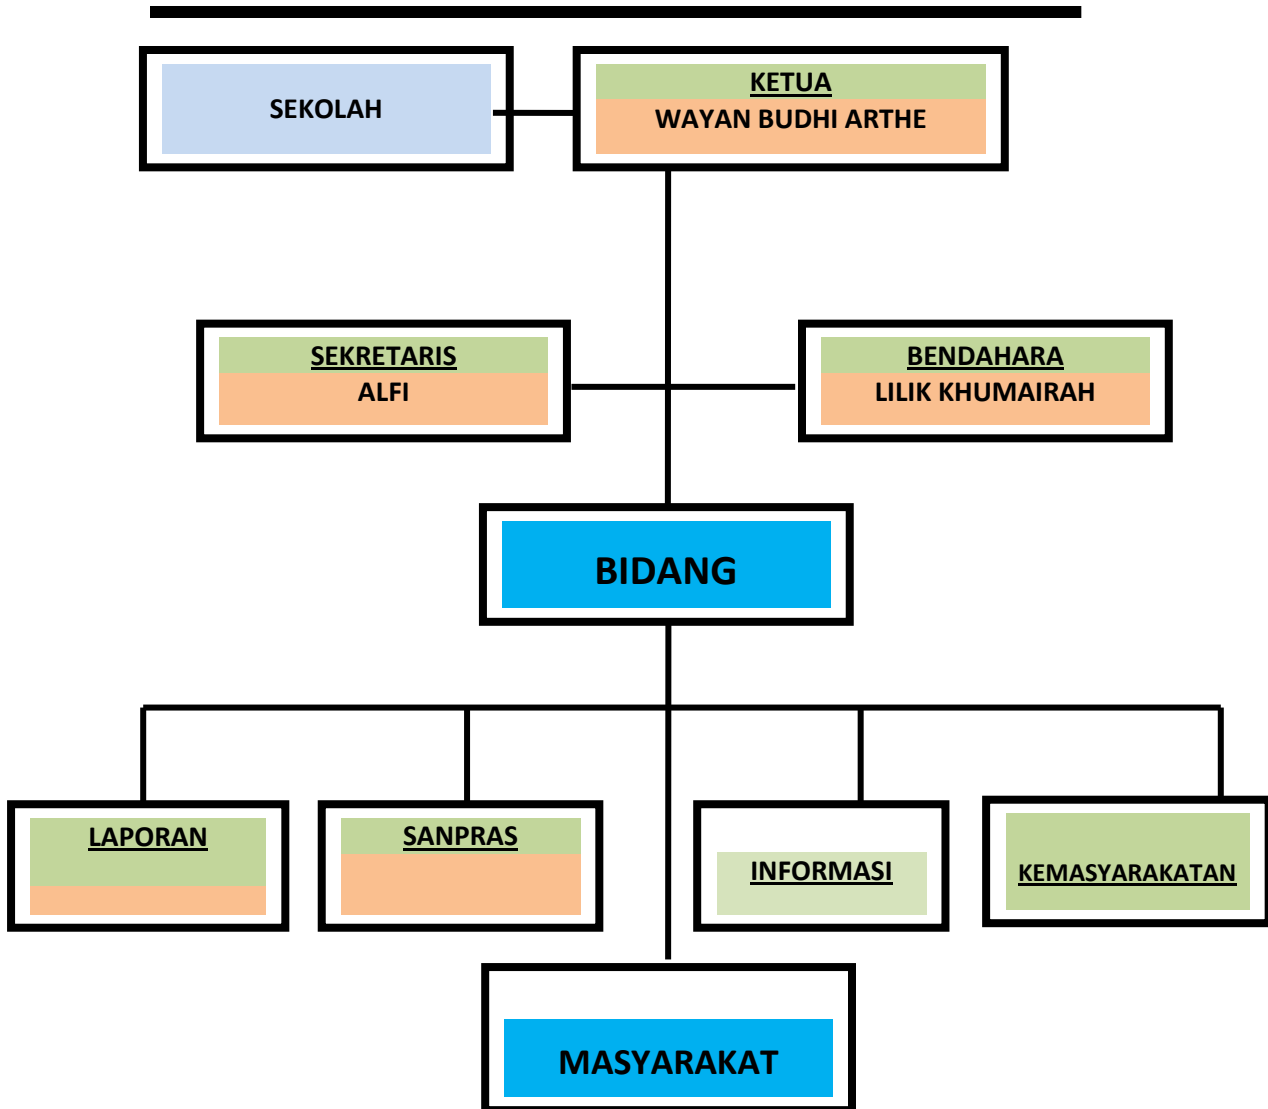 SEKOLAH
KETUA
WAYAN BUDHI ARTHE
SEKRETARIS
ALFI
BENDAHARA
LILIK KHUMAIRAH
BIDANG
LAPORAN
SANPRAS
INFORMASI
KEMASYARAKATAN
MASYARAKAT